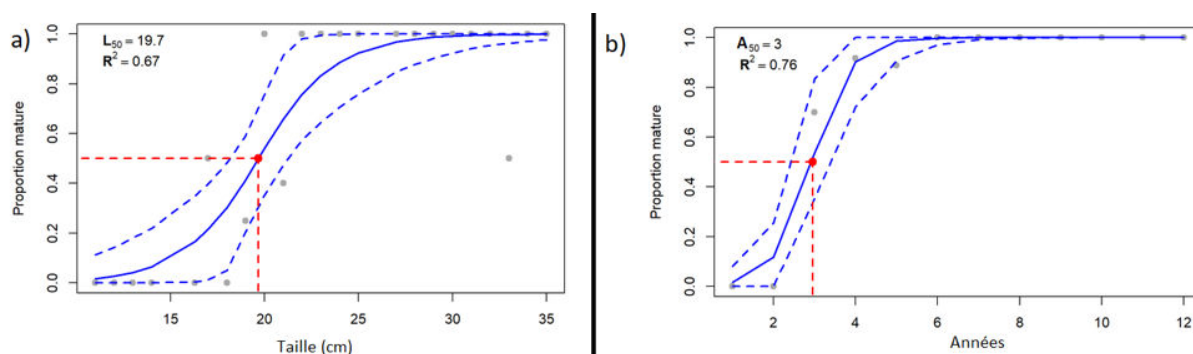 a)
L50 = 19.7
R2 = 0.67
Proportion mature
0.0 0.2 0.4 0.6 0.8 1.0
15 20 25 30 35
Taille (cm)
b)
A50 = 3
R2 = 0.76
Proportion mature
0.0 0.2 0.4 0.6 0.8 1.0
2 4 6 8 10 12
Années